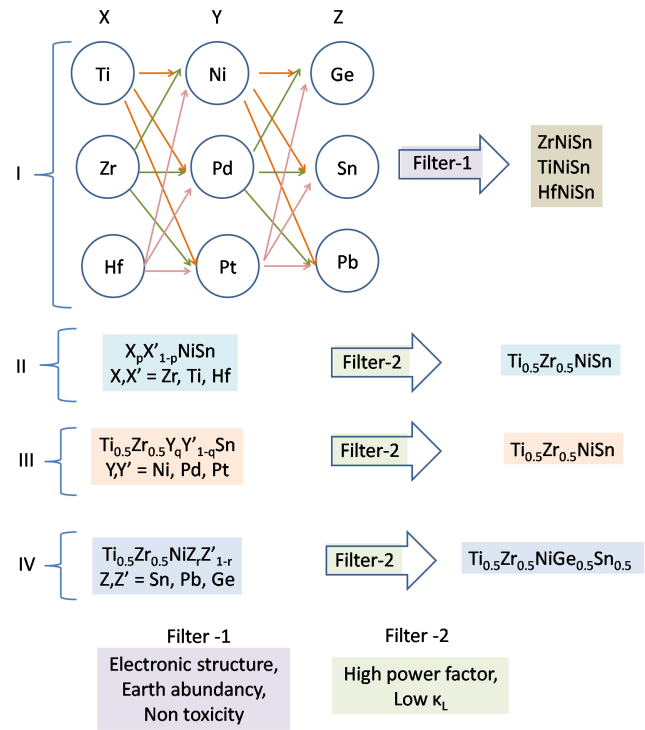 X Y Z
Ti Ni Ge
Zr Pd Sn
Hf Pt Pb
I
Filter-1
ZrNiSn
TiNiSn
HfNiSn
II
XₚX’₁₋ₚNiSn
X,X’ = Zr, Ti, Hf
Filter-2
Ti₀.₅Zr₀.₅NiSn
III
Ti₀.₅Zr₀.₅Y_qY’_1-qSn
Y,Y’ = Ni, Pd, Pt
Filter-2
Ti₀.₅Zr₀.₅NiSn
IV
Ti₀.₅Zr₀.₅NiZᵣZ’₁₋ᵣ
Z,Z’ = Sn, Pb, Ge
Filter-2
Ti₀.₅Zr₀.₅NiGe₀.₅Sn₀.₅
Filter -1
Electronic structure,
Earth abundancy,
Non toxicity
Filter -2
High power factor,
Low κ_L